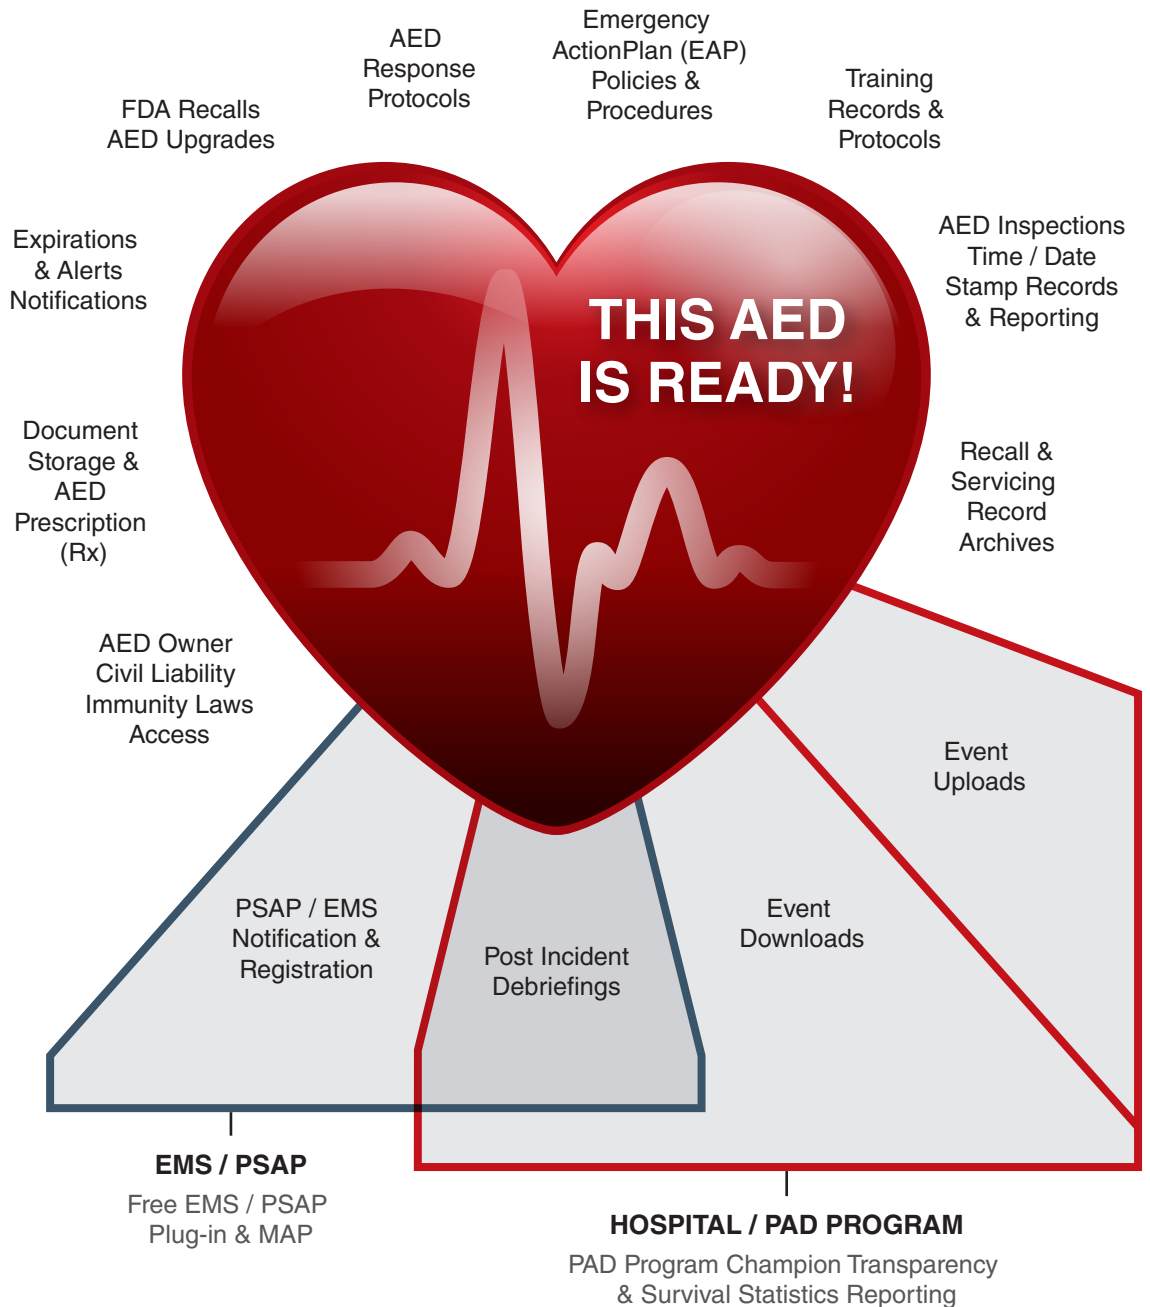 Emergency
ActionPlan (EAP)
Policies &
Procedures
AED
Response
Protocols
Training
Records &
Protocols
FDA Recalls
AED Upgrades
AED Inspections
Time / Date
Stamp Records
& Reporting
Expirations
& Alerts
Notifications
THIS AED
IS READY!
Document
Storage &
AED
Prescription
(Rx)
Recall &
Servicing
Record
Archives
AED Owner
Civil Liability
Immunity Laws
Access
Event
Uploads
PSAP / EMS
Notification &
Registration
Event
Downloads
Post Incident
Debriefings
EMS / PSAP
Free EMS / PSAP
Plug-in & MAP
HOSPITAL / PAD PROGRAM
PAD Program Champion Transparency
& Survival Statistics Reporting